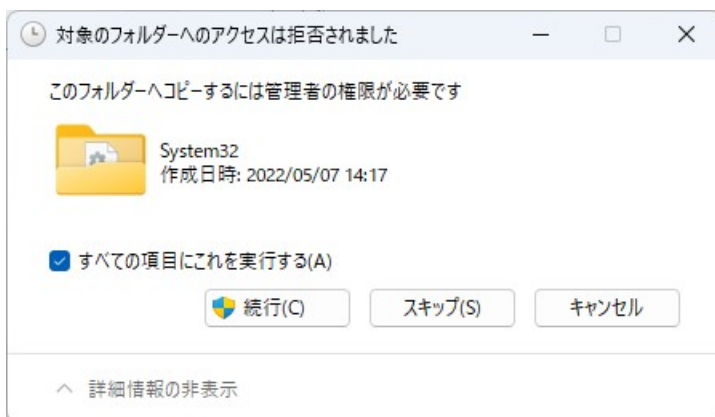 対象のフォルダーへのアクセスは拒否されました
このフォルダーへコピーするには管理者の権限が必要です
System32
作成日時: 2022/05/07 14:17
すべての項目にこれを実行する(A)
続行(C) スキップ(S) キャンセル
詳細情報の非表示